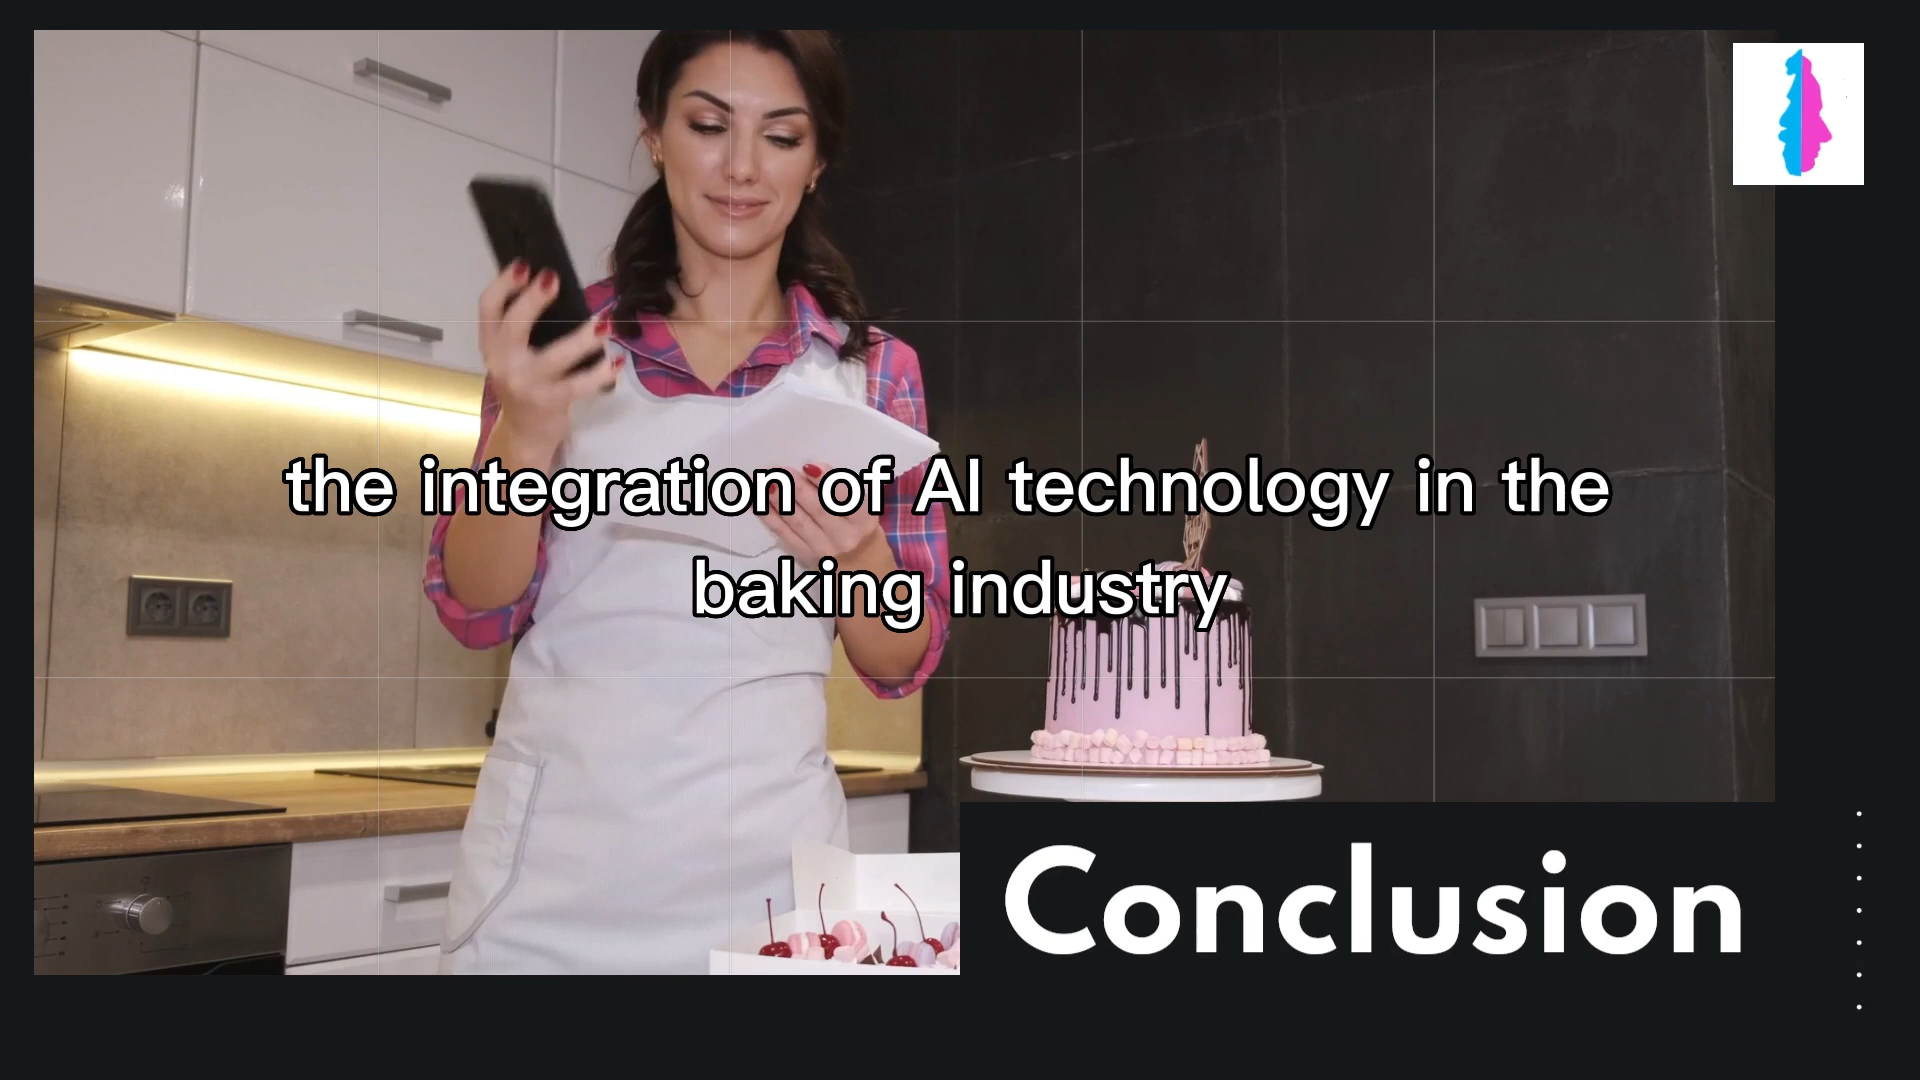 the integration of AI technology in the
baking industry
Conclusion